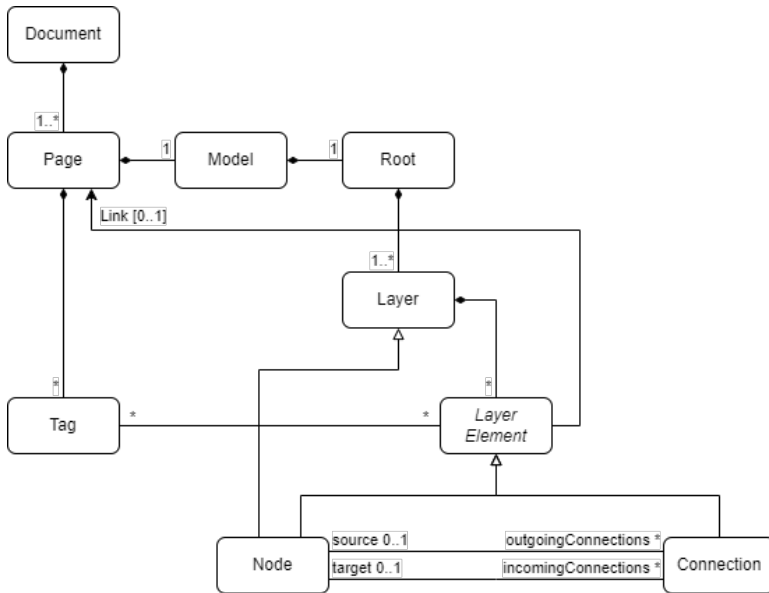 Document
1..*
Page
1
Model
1
Root
Link [0..1]
1..*
Layer
*
*
Tag
*
*
Layer
Element
Node
source 0..1
outgoingConnections *
target 0..1
incomingConnections *
Connection